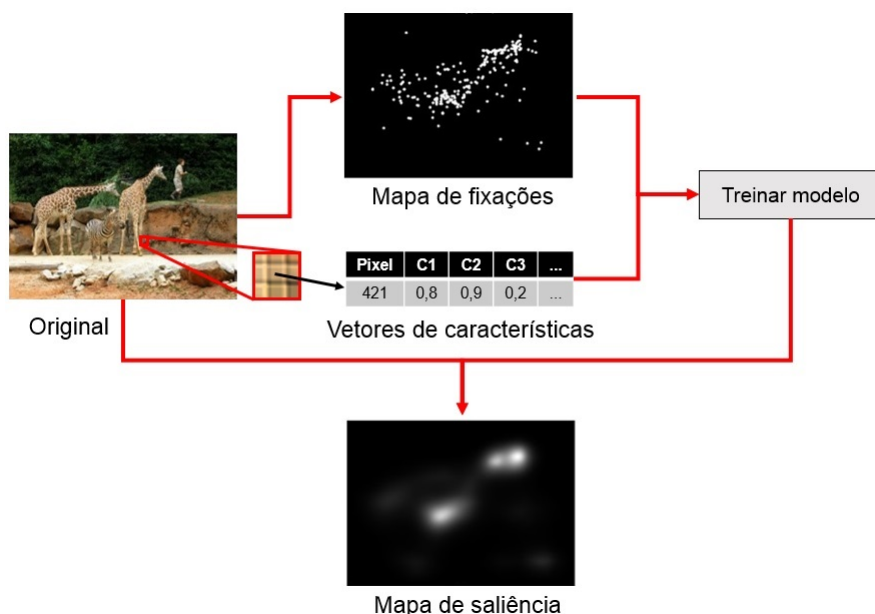 Mapa de fixações
Treinar modelo
Pixel C1 C2 C3 ...
421 0,8 0,9 0,2 ...
Vetores de características
Original
Mapa de saliência